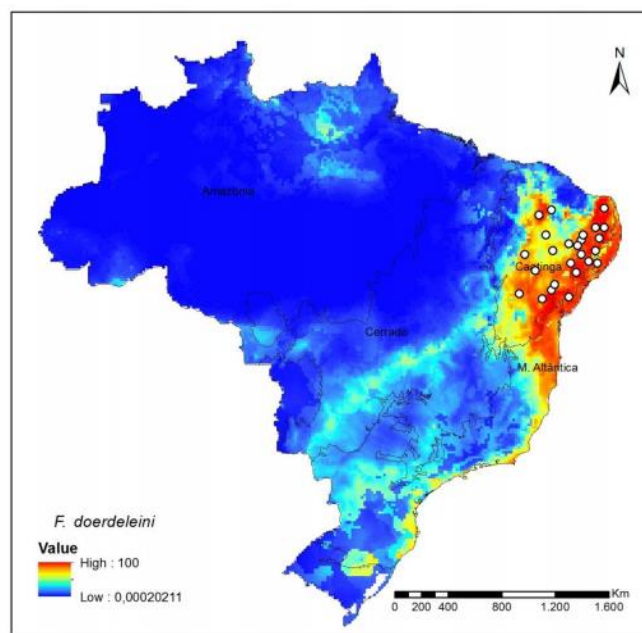 N
Amazônia
Caatinga
Cerrado
M. Altântica
F. doerdeleini
Value
High : 100
Low : 0,00020211
Km
0 200 400 800 1.200 1.600